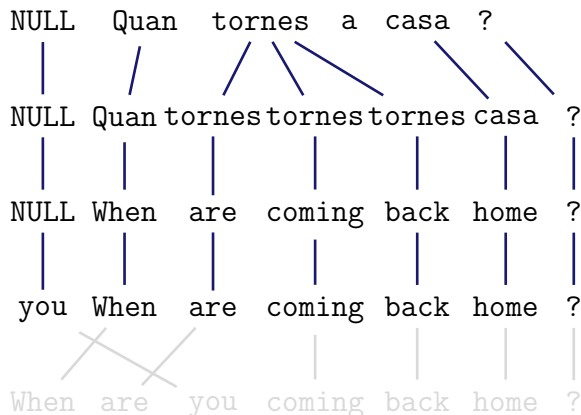 NULL Quan tornes a casa ?
NULL Quan tornes tornes tornes casa ?
NULL When are coming back home ?
you When are coming back home ?
When are you coming back home ?